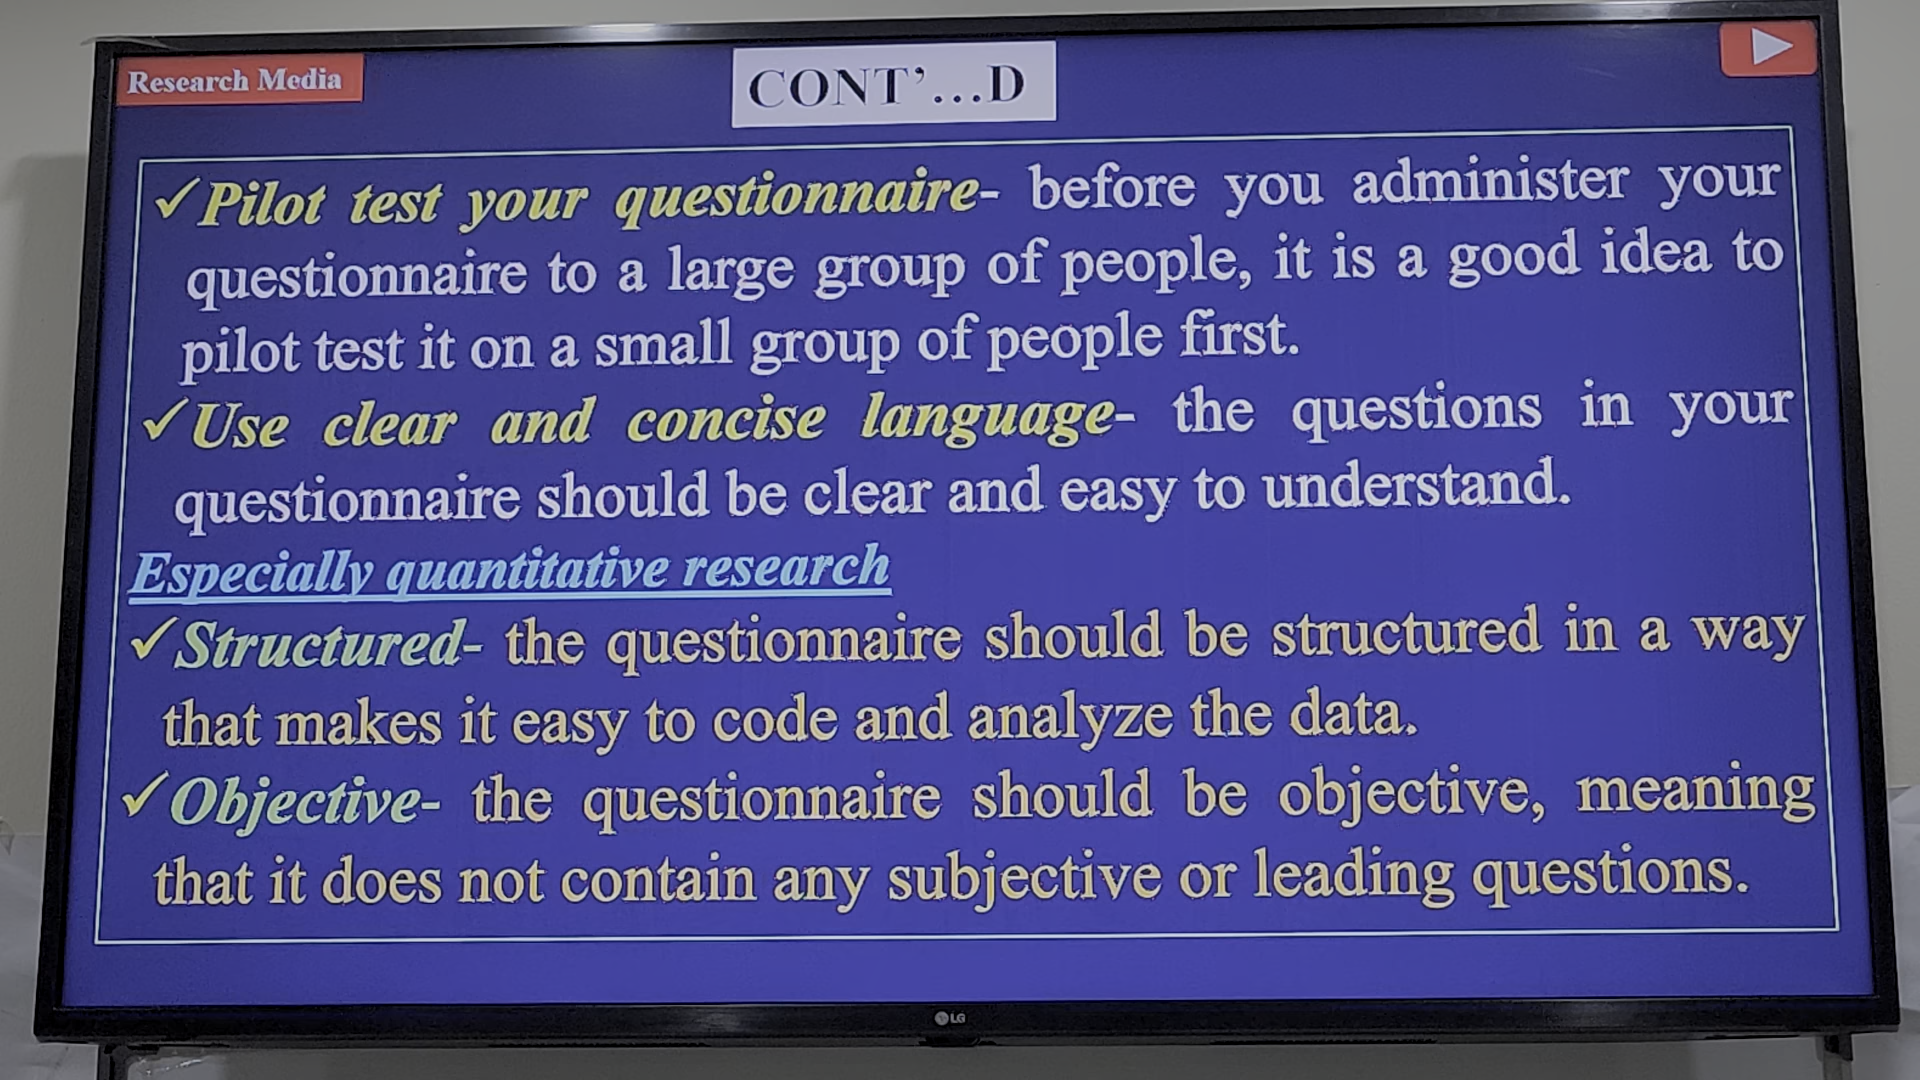 Research Media
CONT’...D
✓Pilot test your questionnaire- before you administer your
questionnaire to a large group of people, it is a good idea to
pilot test it on a small group of people first.
✓Use clear and concise language- the questions in your
questionnaire should be clear and easy to understand.
Especially quantitative research
✓Structured- the questionnaire should be structured in a way
that makes it easy to code and analyze the data.
✓Objective- the questionnaire should be objective, meaning
that it does not contain any subjective or leading questions.
LG